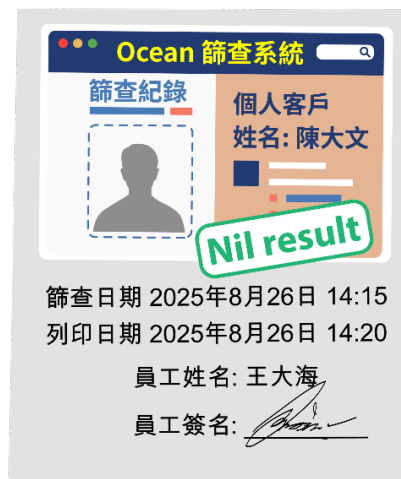 Ocean 篩查系統
篩查紀錄
個人客戶
姓名: 陳大文
Nil result
篩查日期 2025年8月26日 14:15
列印日期 2025年8月26日 14:20
員工姓名: 王大海
員工簽名: